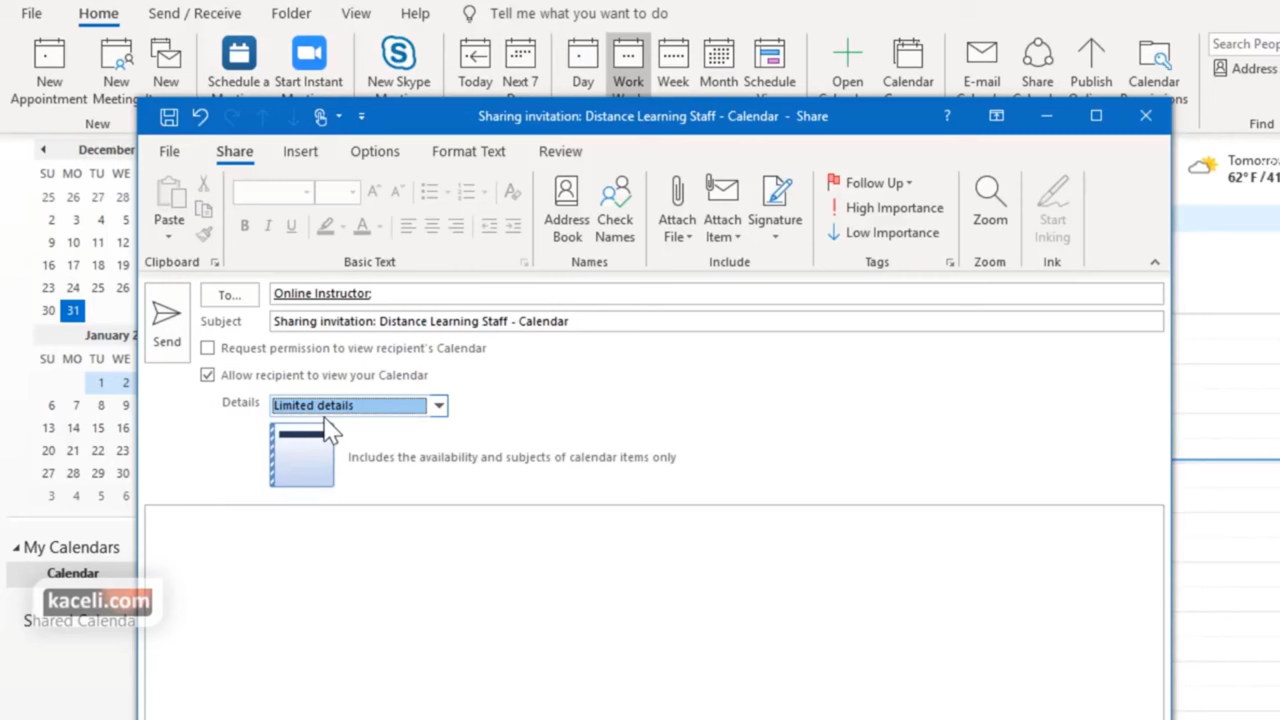 File Home Send / Receive Folder View Help Tell me what you want to do
New Appointment New Meeting New Schedule a Start Instant New Skype Today Next 7 Day Work Week Month Schedule Open Calendar E-mail Share Publish Calendar Search Peop
Address
New
Find
Sharing invitation: Distance Learning Staff - Calendar - Share ?
File Share Insert Options Format Text Review
Paste
B I U A
Address Book Check Names Attach File Attach Item Signature
Follow Up
High Importance
Low Importance
Zoom
Start Inking
Clipboard Basic Text Names Include Tags Zoom Ink
To... Online Instructor;
Subject Sharing invitation: Distance Learning Staff - Calendar
Send
Request permission to view recipient's Calendar
Allow recipient to view your Calendar
Details Limited details
Includes the availability and subjects of calendar items only
December
SU MO TU WE
25 26 27 28
2 3 4 5
9 10 11 12
16 17 18 19
23 24 25 26
30 31
January 2
SU MO TU WE
1 2
6 7 8 9
13 14 15 16
20 21 22 23
27 28 29 30
3 4 5 6
My Calendars
Calendar
kaceli.com
Shared Calenda
Tomorro
62° F / 41